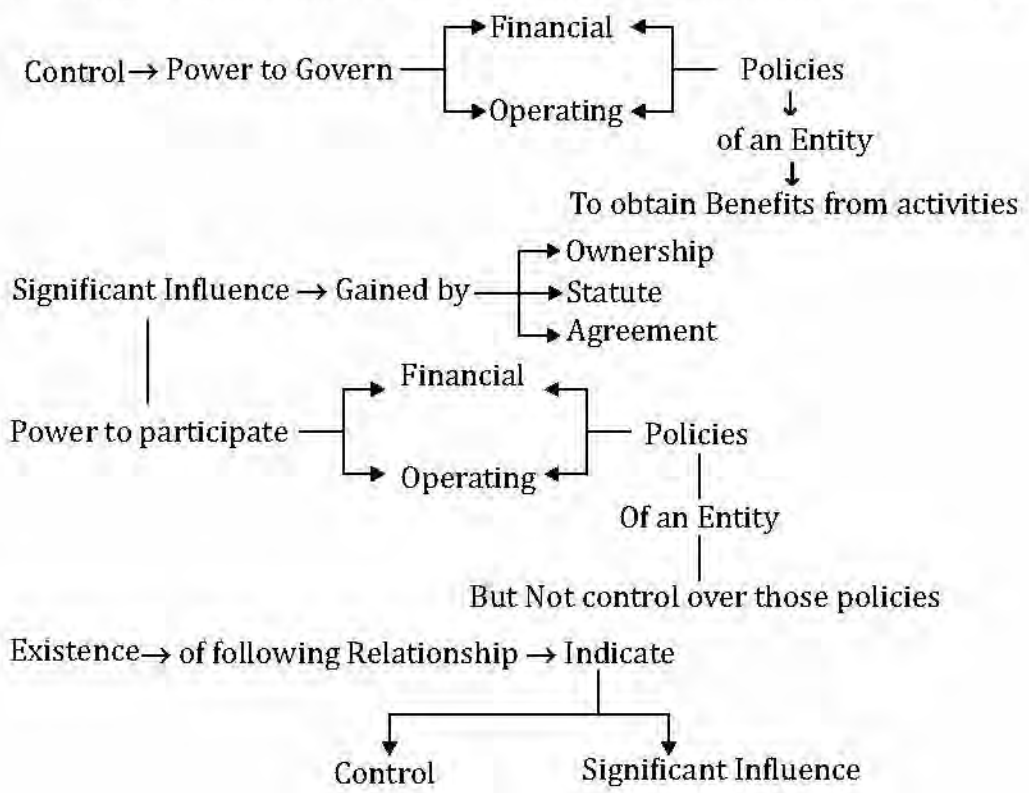 Financial
Control → Power to Govern Policies
Operating
of an Entity
To obtain Benefits from activities
Ownership
Significant Influence → Gained by Statute
Agreement
Financial
Power to participate Policies
Operating
Of an Entity
But Not control over those policies
Existence → of following Relationship → Indicate
Control Significant Influence